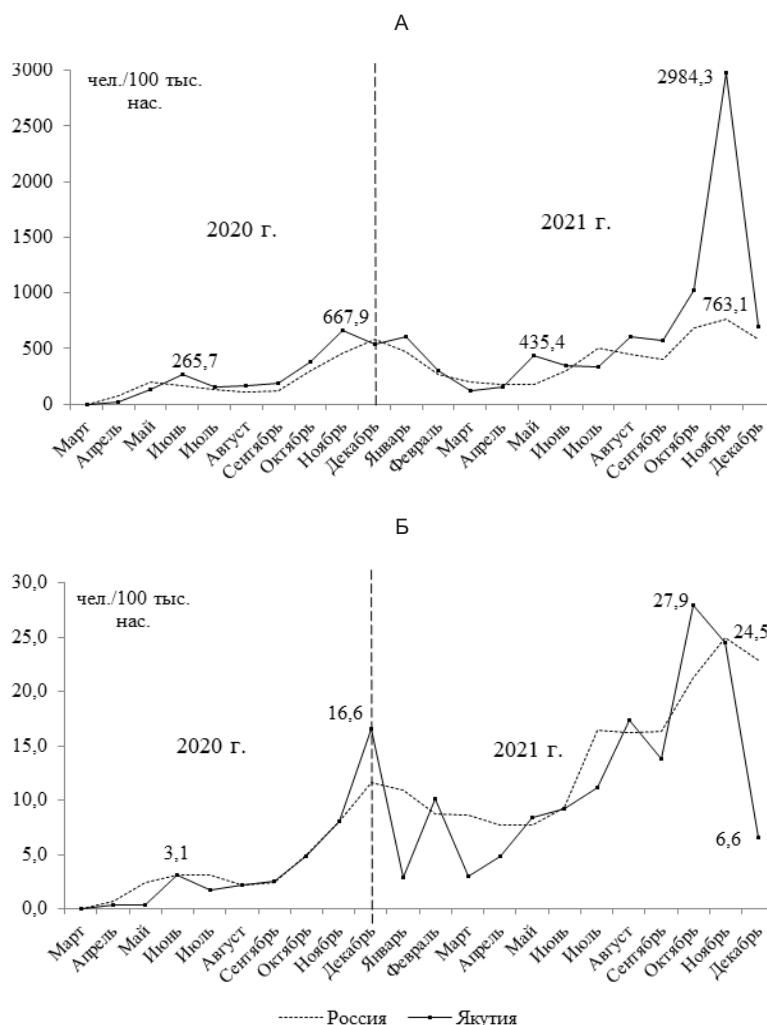 А
3000
чел./100 тыс.
нас.
2984,3
2500
2000
2020 г.
2021 г.
1500
1000
667,9
763,1
500
265,7
435,4
0
Март
Апрель
Май
Июнь
Июль
Август
Сентябрь
Октябрь
Ноябрь
Декабрь
Январь
Февраль
Март
Апрель
Май
Июнь
Июль
Август
Сентябрь
Октябрь
Ноябрь
Декабрь
Б
30,0
чел./100 тыс.
нас.
27,9
25,0
24,5
20,0
16,6
2020 г.
2021 г.
15,0
10,0
3,1
6,6
5,0
0,0
Март
Апрель
Май
Июнь
Июль
Август
Сентябрь
Октябрь
Ноябрь
Декабрь
Январь
Февраль
Март
Апрель
Май
Июнь
Июль
Август
Сентябрь
Октябрь
Ноябрь
Декабрь
Россия Якутия